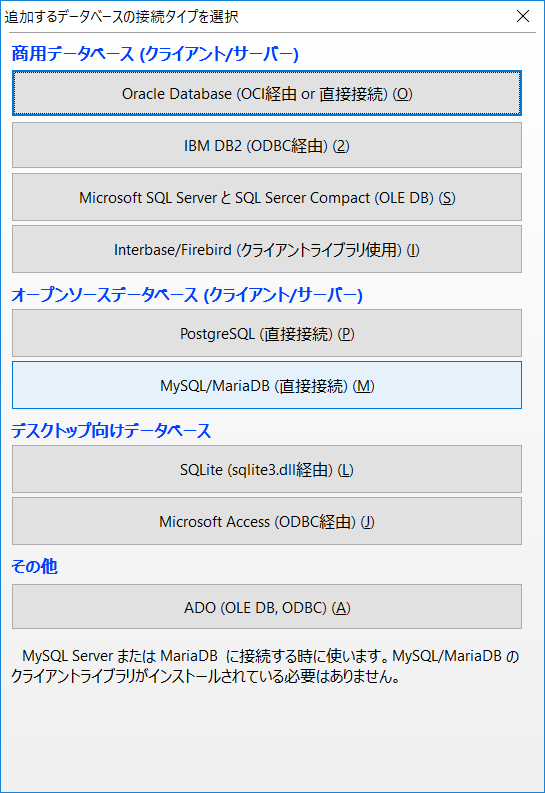 追加するデータベースの接続タイプを選択
商用データベース (クライアント/サーバー)
Oracle Database (OCI経由 or 直接接続) (O)
IBM DB2 (ODBC経由) (2)
Microsoft SQL Server と SQL Sercer Compact (OLE DB) (S)
Interbase/Firebird (クライアントライブラリ使用) (I)
オープンソースデータベース (クライアント/サーバー)
PostgreSQL (直接接続) (P)
MySQL/MariaDB (直接接続) (M)
デスクトップ向けデータベース
SQLite (sqlite3.dll経由) (L)
Microsoft Access (ODBC経由) (J)
その他
ADO (OLE DB, ODBC) (A)
MySQL Server または MariaDB に接続する時に使います。MySQL/MariaDB の
クライアントライブラリがインストールされている必要はありません。